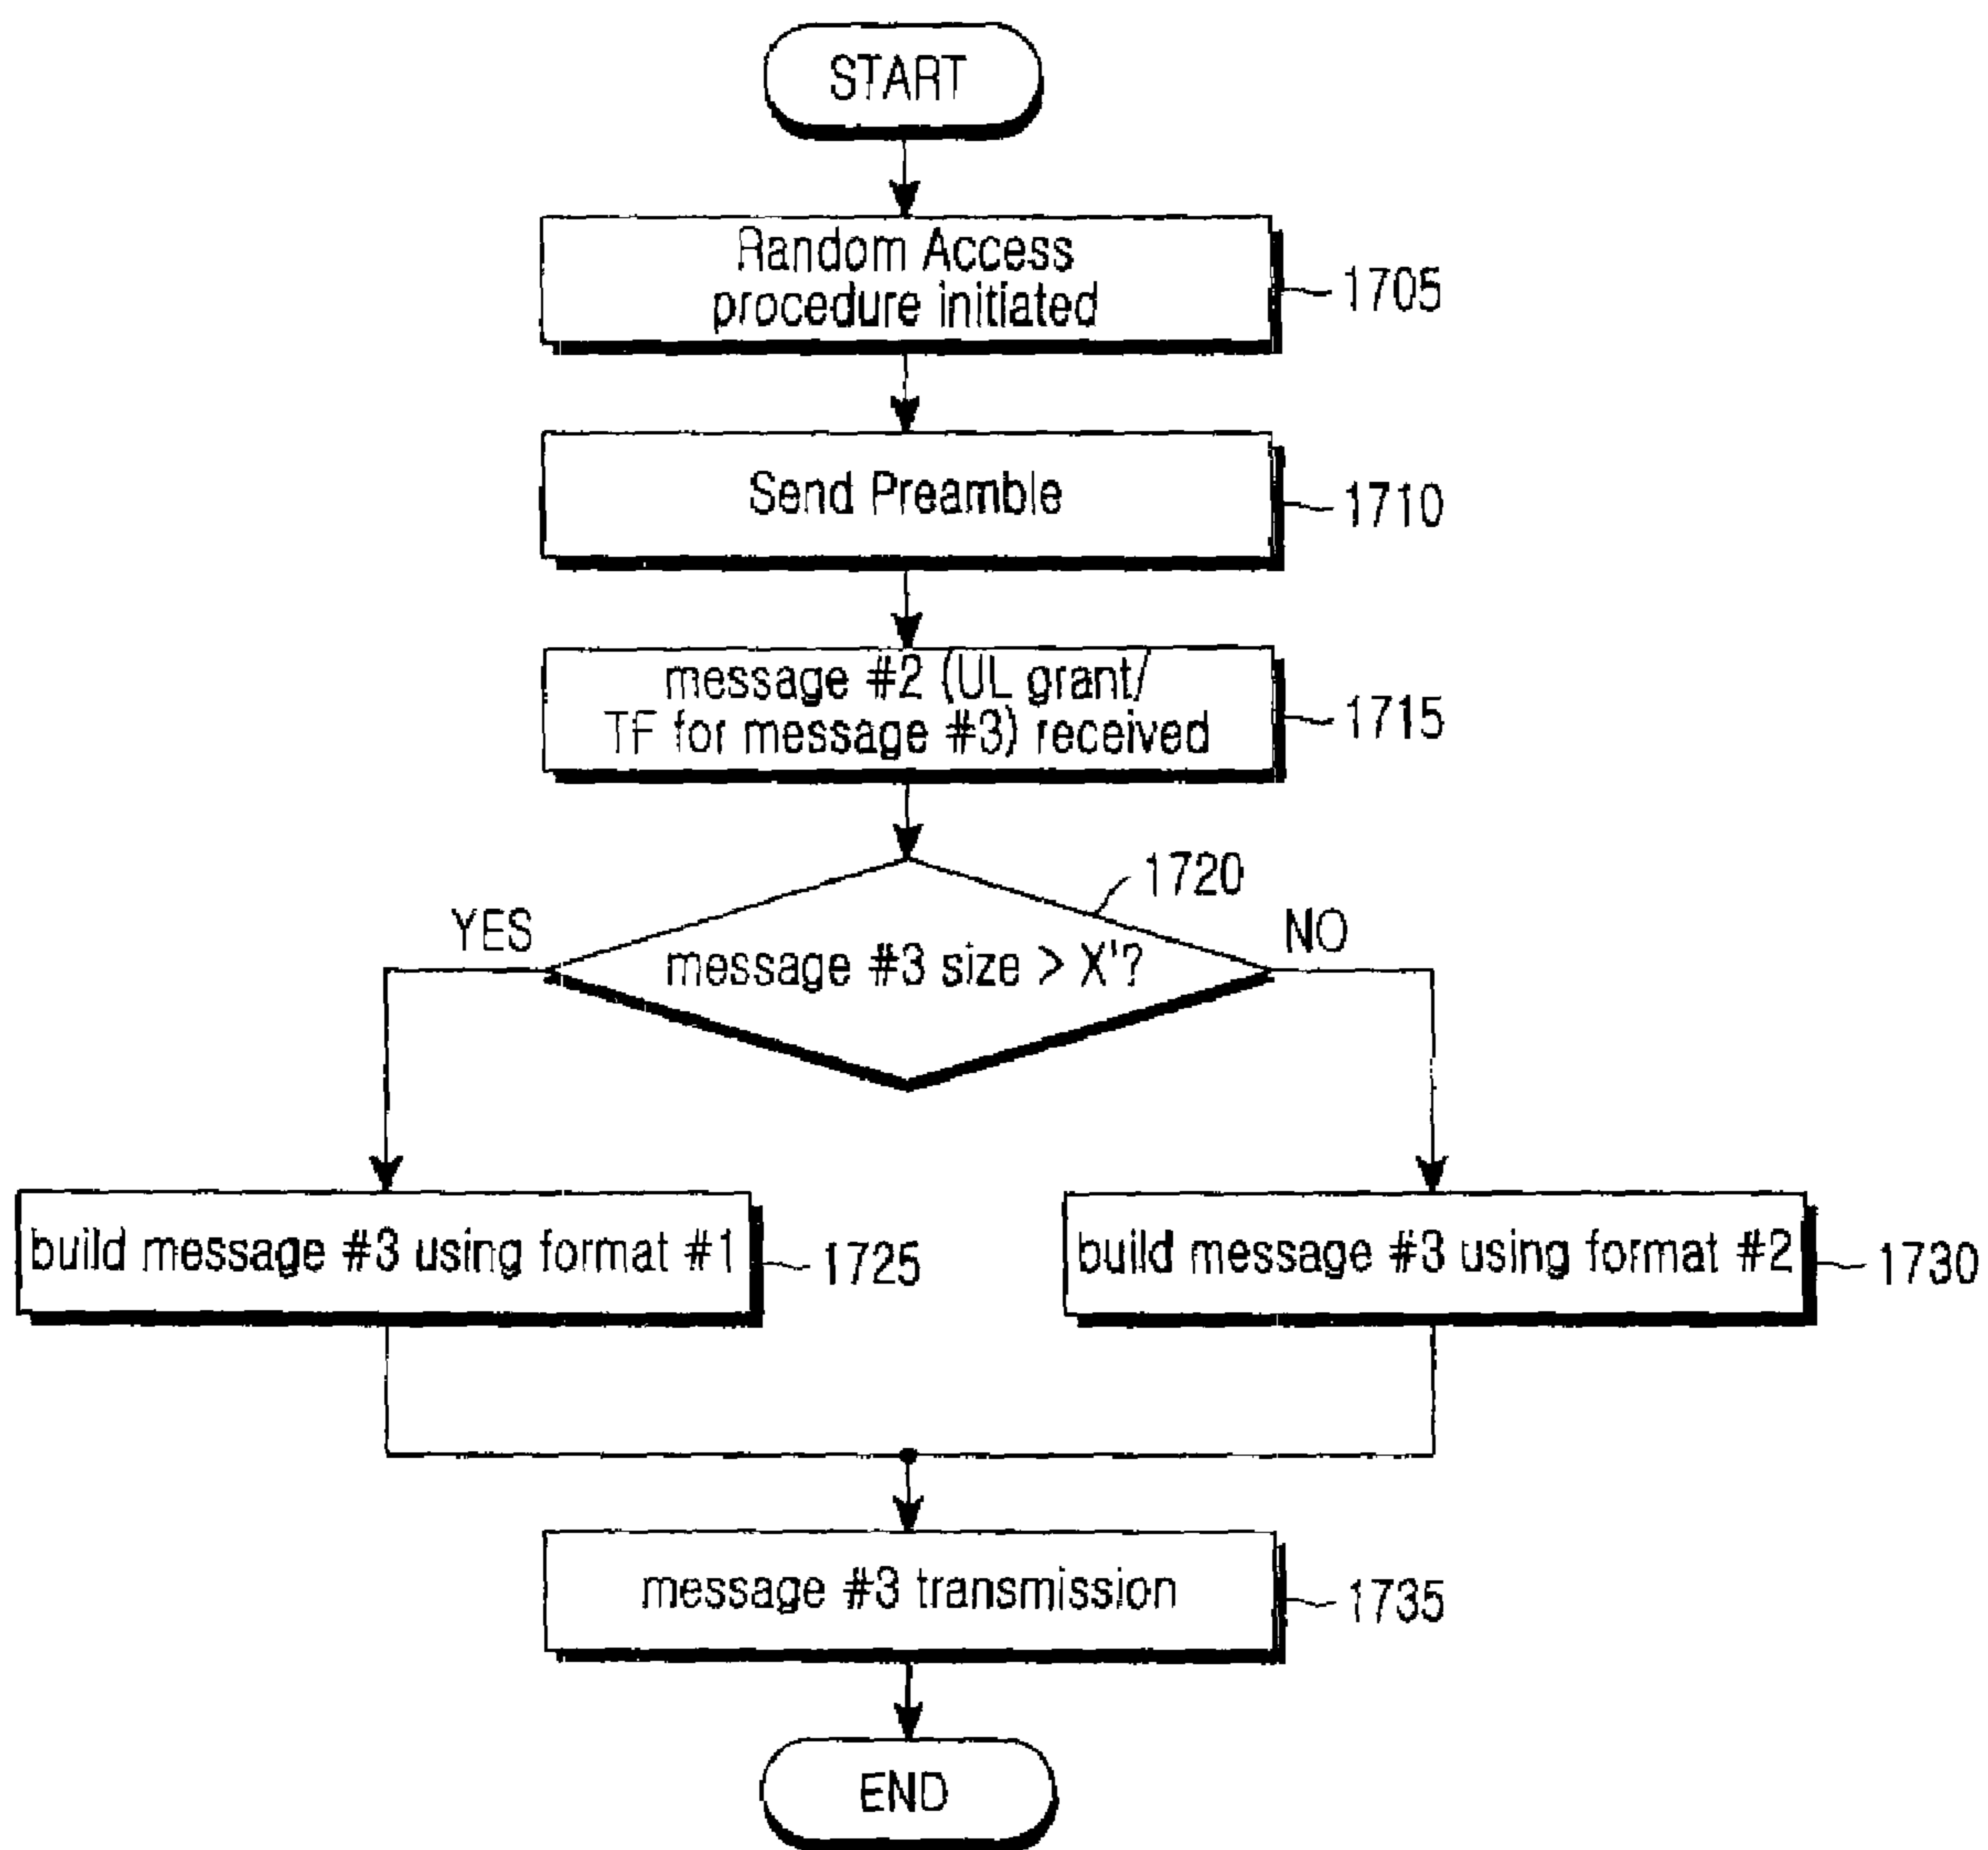 START
Random Access
procedure initiated
1705
Send Preamble
1710
message #2 (UL grant/
TF for message #3) received
1715
1720
YES
NO
message #3 size > X'?
build message #3 using format #1
1725
build message #3 using format #2
1730
message #3 transmission
1735
END